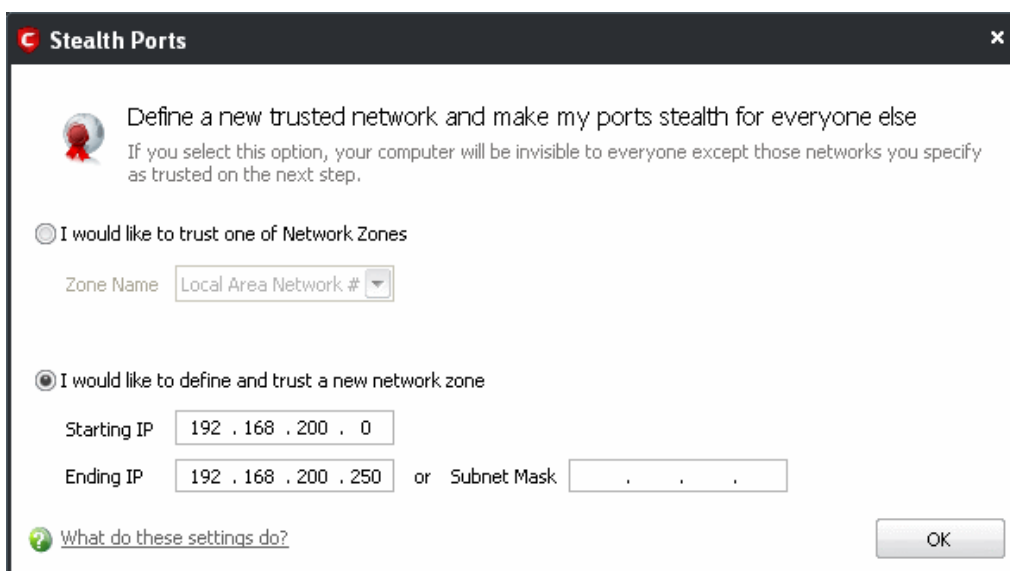 Stealth Ports
Define a new trusted network and make my ports stealth for everyone else
If you select this option, your computer will be invisible to everyone except those networks you specify
as trusted on the next step.
I would like to trust one of Network Zones
Zone Name Local Area Network #
I would like to define and trust a new network zone
Starting IP 192 . 168 . 200 . 0
Ending IP 192 . 168 . 200 . 250 or Subnet Mask . . .
What do these settings do?
OK